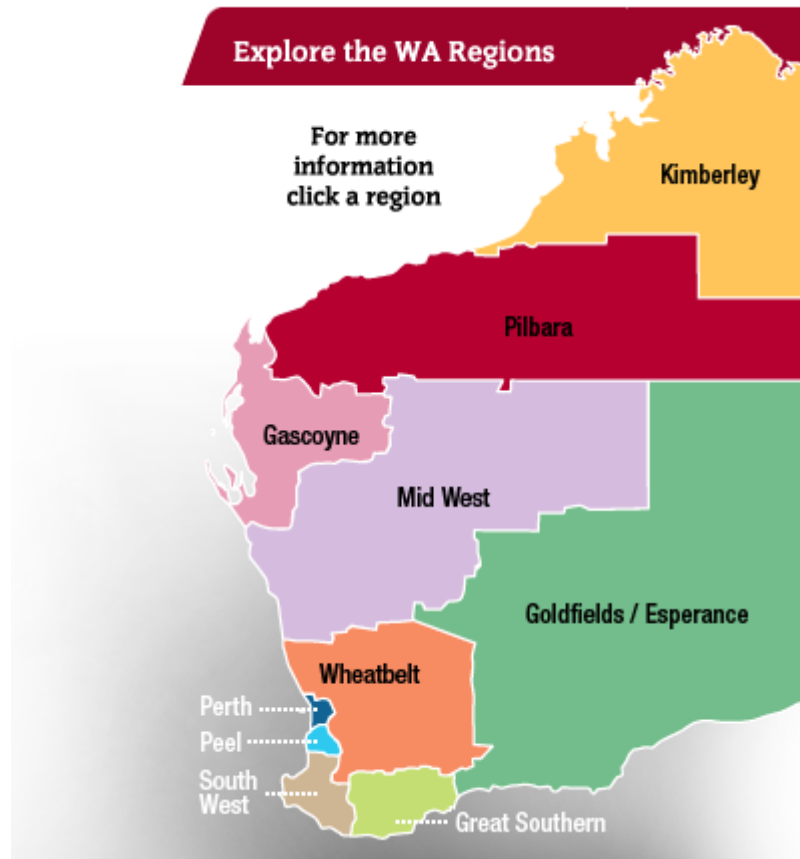 Explore the WA Regions
For more
information
click a region
Kimberley
Pilbara
Gascoyne
Mid West
Goldfields / Esperance
Wheatbelt
Perth
Peel
South
West
Great Southern